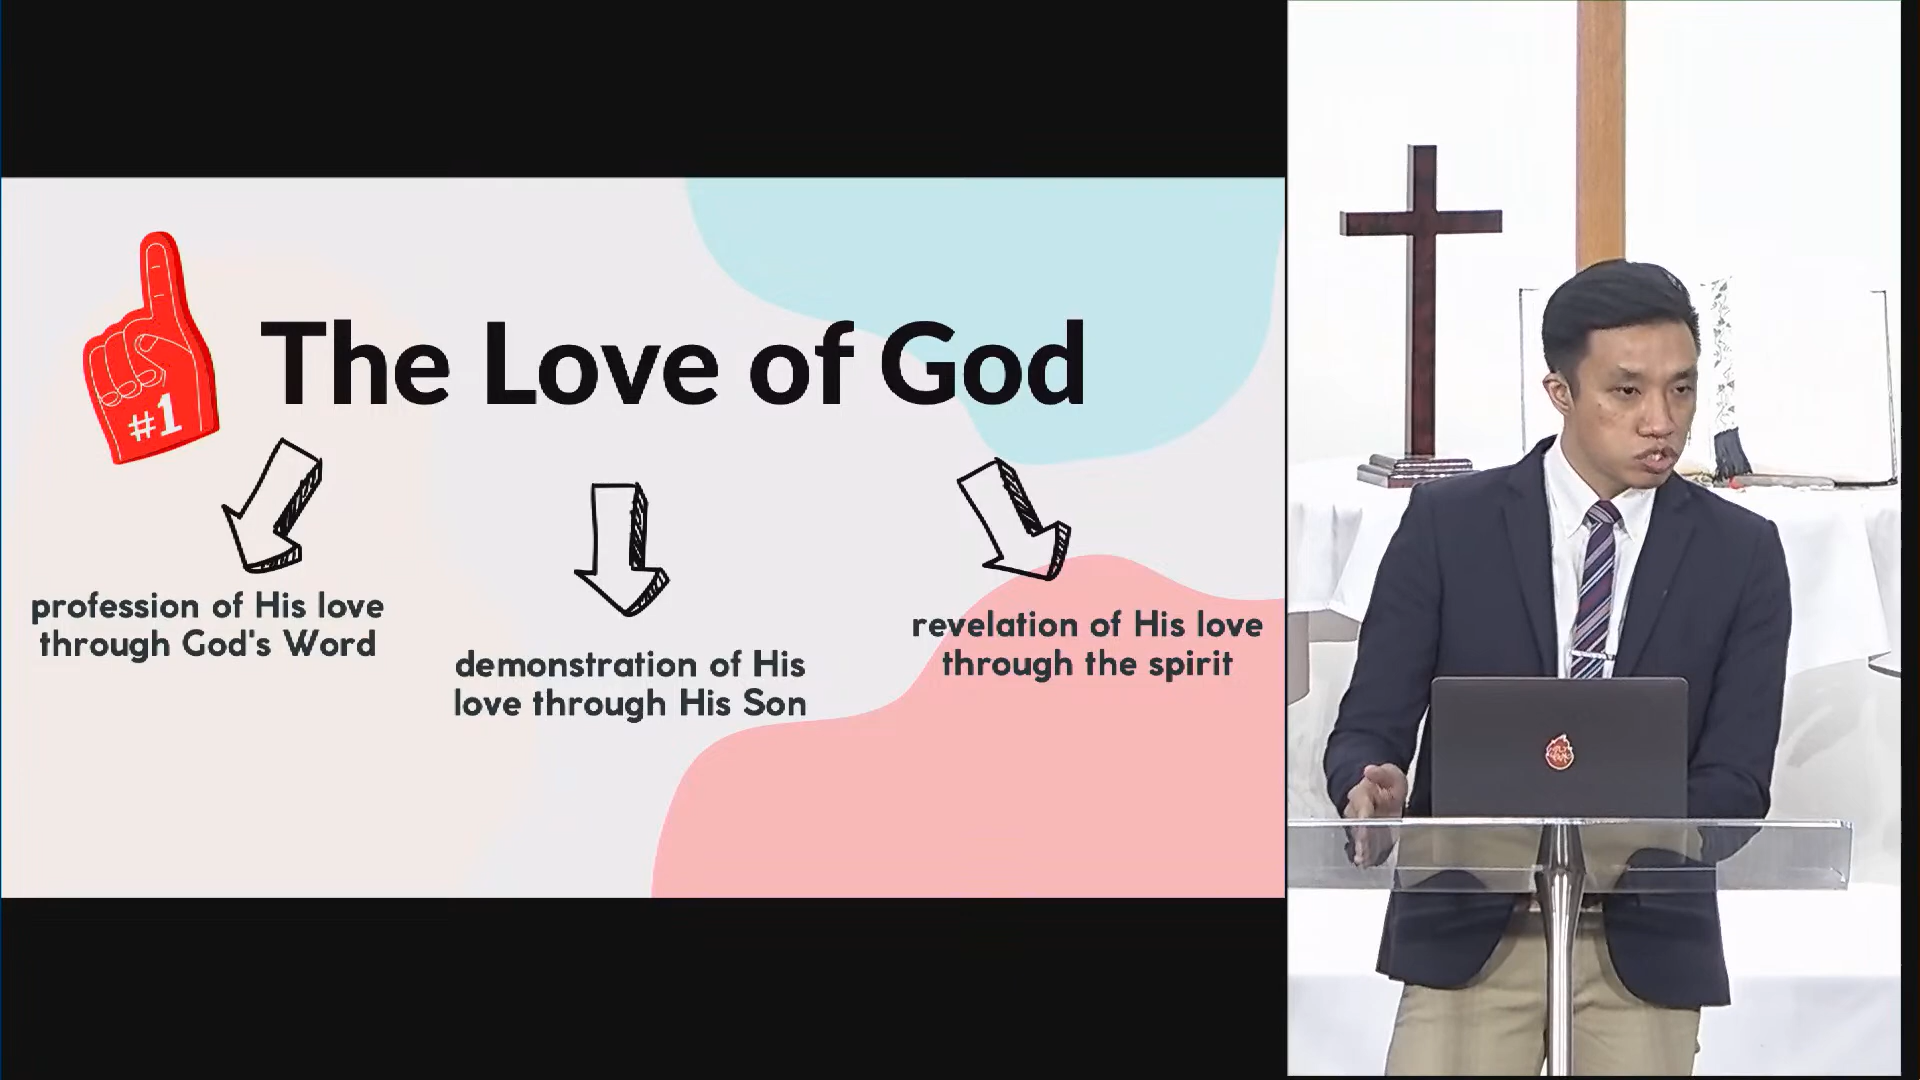 The Love of God
#1
profession of His love
through God's Word
demonstration of His
love through His Son
revelation of His love
through the spirit